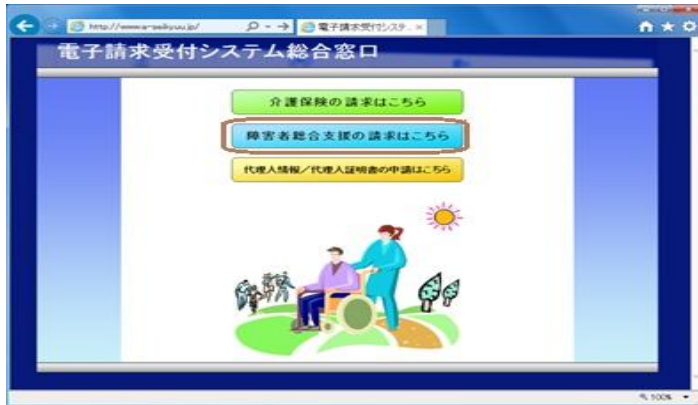 http://www.e-seikyuu.jp/
電子請求受付システ...
電子請求受付システム総合窓口
介護保険の請求はこちら
障害者総合支援の請求はこちら
代理人情報/代理人証明書の申請はこちら
100%